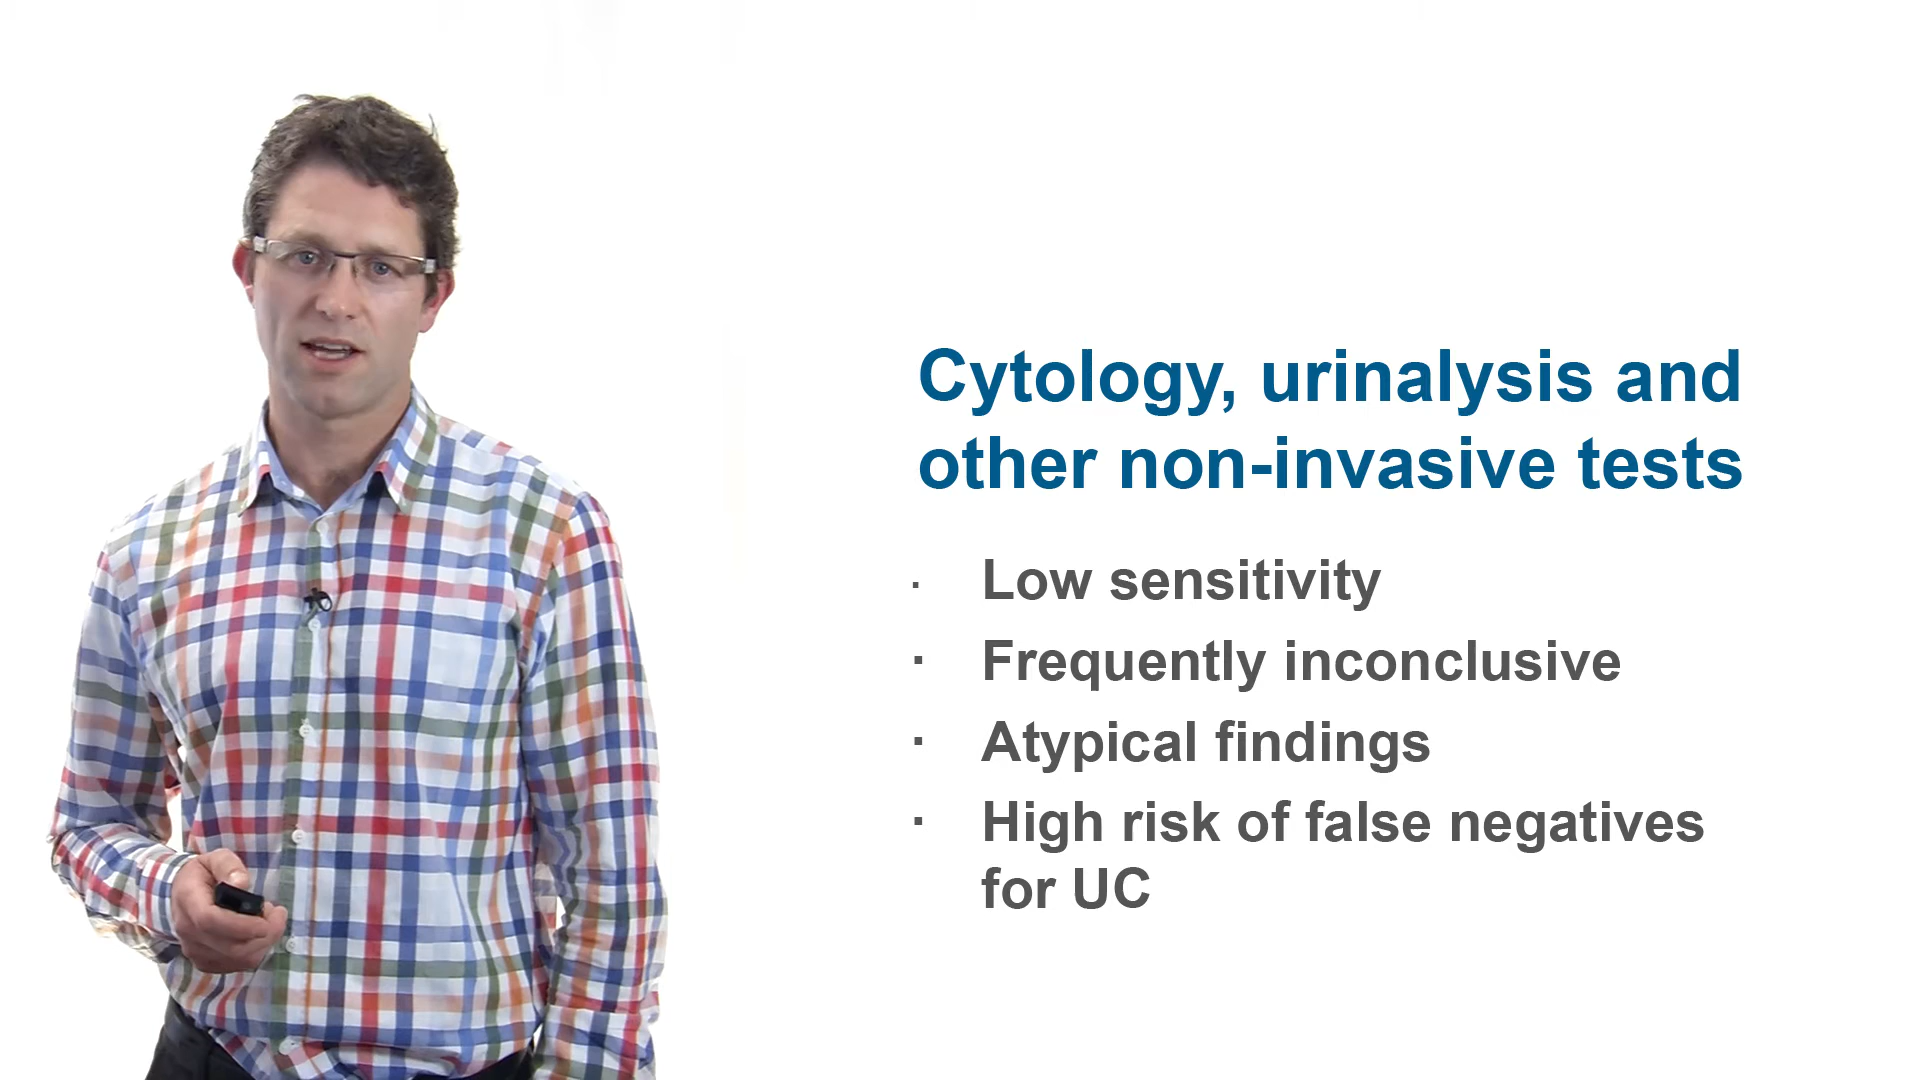 Cytology, urinalysis and
other non-invasive tests
· Low sensitivity
· Frequently inconclusive
· Atypical findings
· High risk of false negatives
for UC